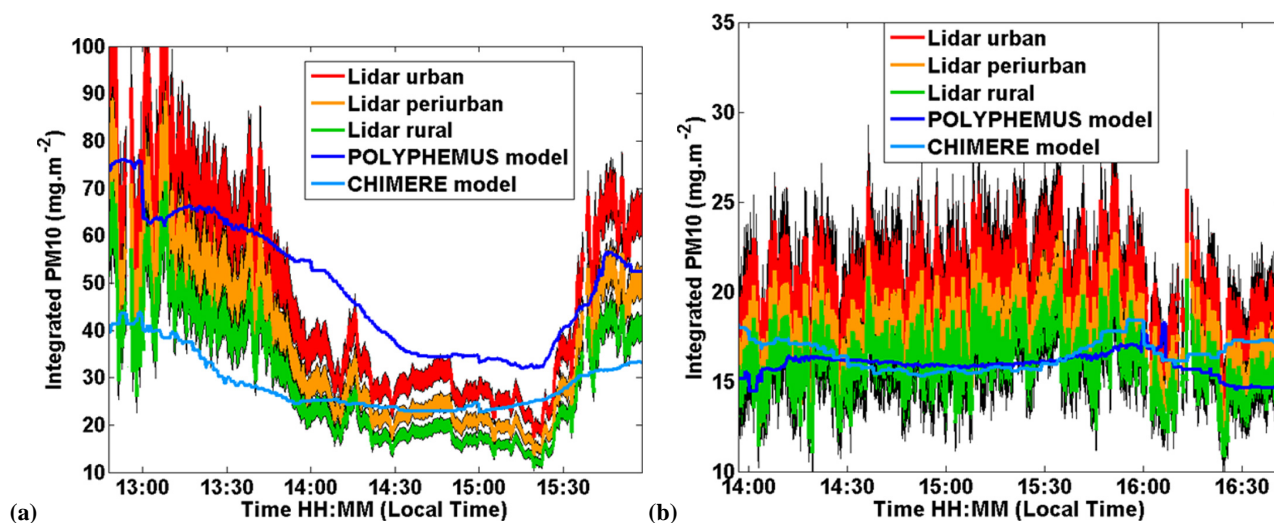 100
90
80
70
60
50
40
30
20
10
Integrated PM10 (mg.m-2)
Lidar urban
Lidar periurban
Lidar rural
POLYPHEMUS model
CHIMERE model
13:00 13:30 14:00 14:30 15:00 15:30
Time HH:MM (Local Time)
(a)
35
30
25
20
15
10
Integrated PM10 (mg.m-2)
Lidar urban
Lidar periurban
Lidar rural
POLYPHEMUS model
CHIMERE model
14:00 14:30 15:00 15:30 16:00 16:30
Time HH:MM (Local Time)
(b)